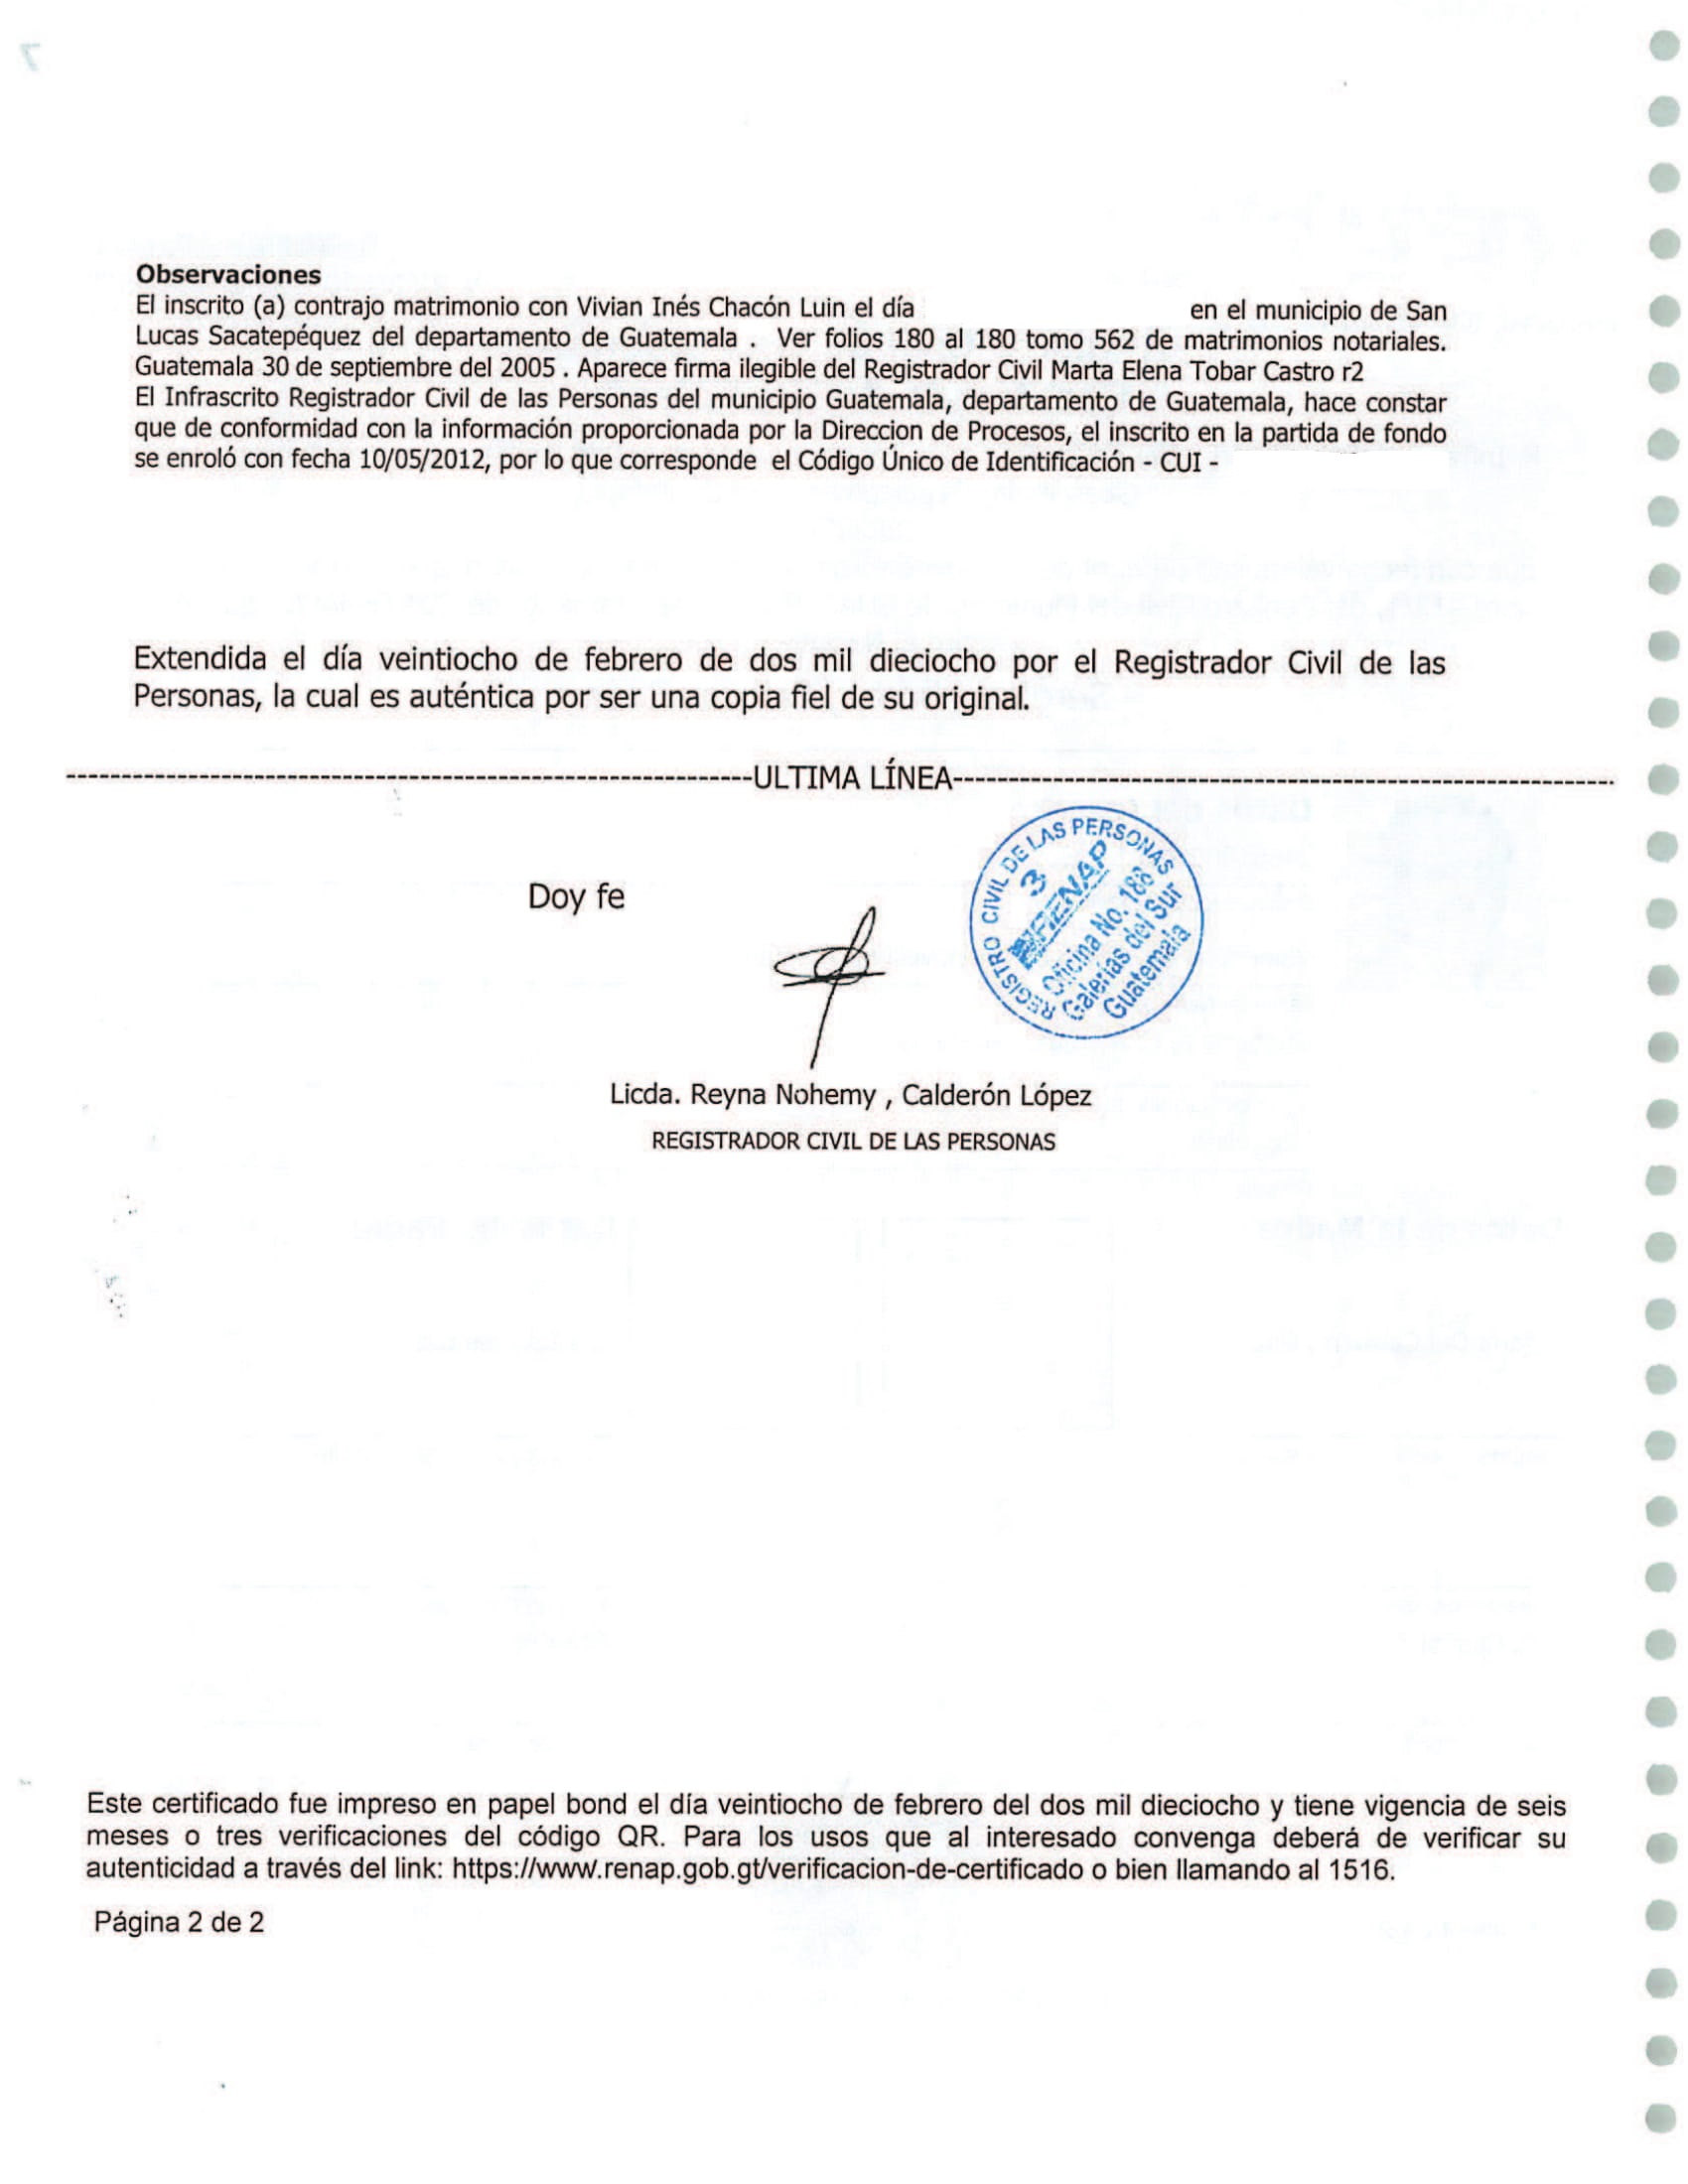 7
Observaciones
El inscrito (a) contrajo matrimonio con Vivian Inés Chacón Luin el día en el municipio de San
Lucas Sacatepéquez del departamento de Guatemala . Ver folios 180 al 180 tomo 562 de matrimonios notariales.
Guatemala 30 de septiembre del 2005 . Aparece firma ilegible del Registrador Civil Marta Elena Tobar Castro r2
El Infrascrito Registrador Civil de las Personas del municipio Guatemala, departamento de Guatemala, hace constar
que de conformidad con la información proporcionada por la Direccion de Procesos, el inscrito en la partida de fondo
se enroló con fecha 10/05/2012, por lo que corresponde el Código Único de Identificación - CUI -
Extendida el día veintiocho de febrero de dos mil dieciocho por el Registrador Civil de las
Personas, la cual es auténtica por ser una copia fiel de su original.
ULTIMA LÍNEA
REGISTRO CIVIL DE LAS PERSONAS
3
RENAP
Oficina No. 188
Galerías del Sur
Guatemala
Doy fe
Licda. Reyna Nohemy , Calderón López
REGISTRADOR CIVIL DE LAS PERSONAS
Este certificado fue impreso en papel bond el día veintiocho de febrero del dos mil dieciocho y tiene vigencia de seis
meses o tres verificaciones del código QR. Para los usos que al interesado convenga deberá de verificar su
autenticidad a través del link: https://www.renap.gob.gt/verificacion-de-certificado o bien llamando al 1516.
Página 2 de 2